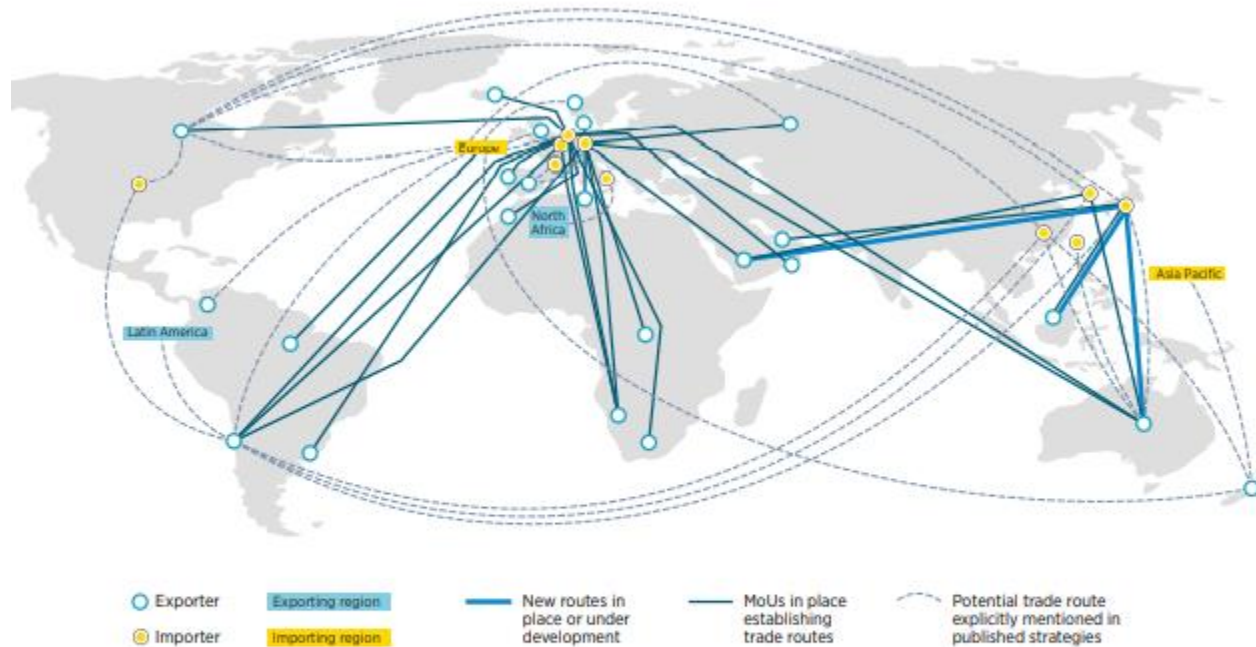 Europe
North
Africa
Asia Pacific
Latin America
Exporter
Exporting region
New routes in
place or under
development
MoUs in place
establishing
trade routes
Potential trade route
explicitly mentioned in
published strategies
Importer
Importing region